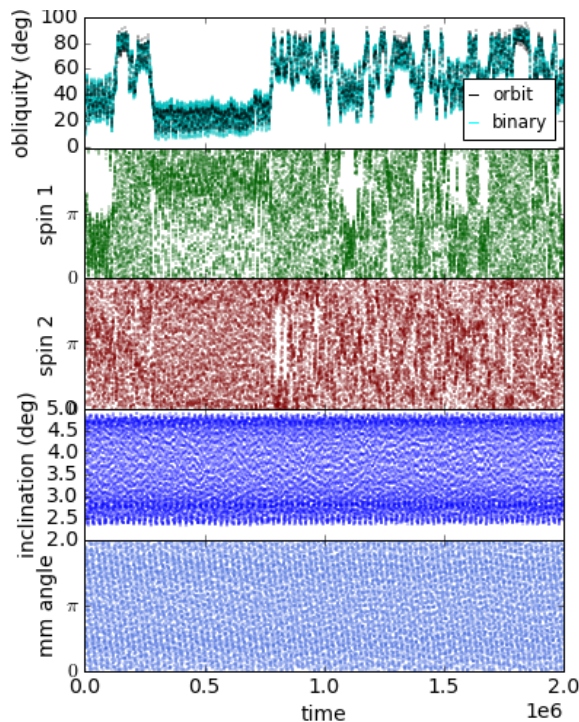 100
80
60
40
20
0
obliquity (deg)
orbit
binary
π
0
spin 1
π
0
spin 2
5.0
4.5
4.0
3.5
3.0
2.5
inclination (deg)
2.0
π
0
mm angle
0.0 0.5 1.0 1.5 2.0
time
1e6